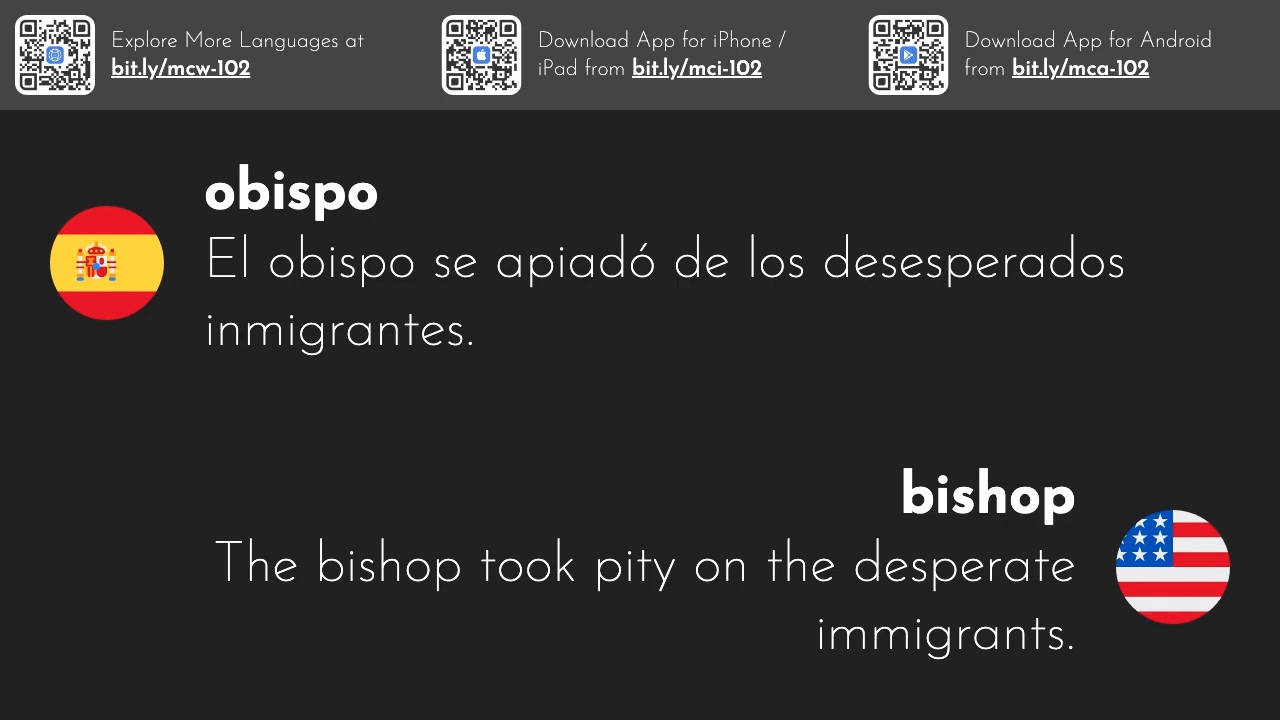 Explore More Languages at
bit.ly/mcw-102
Download App for iPhone /
iPad from bit.ly/mci-102
Download App for Android
from bit.ly/mca-102
obispo
El obispo se apiadó de los desesperados
inmigrantes.
bishop
The bishop took pity on the desperate
immigrants.